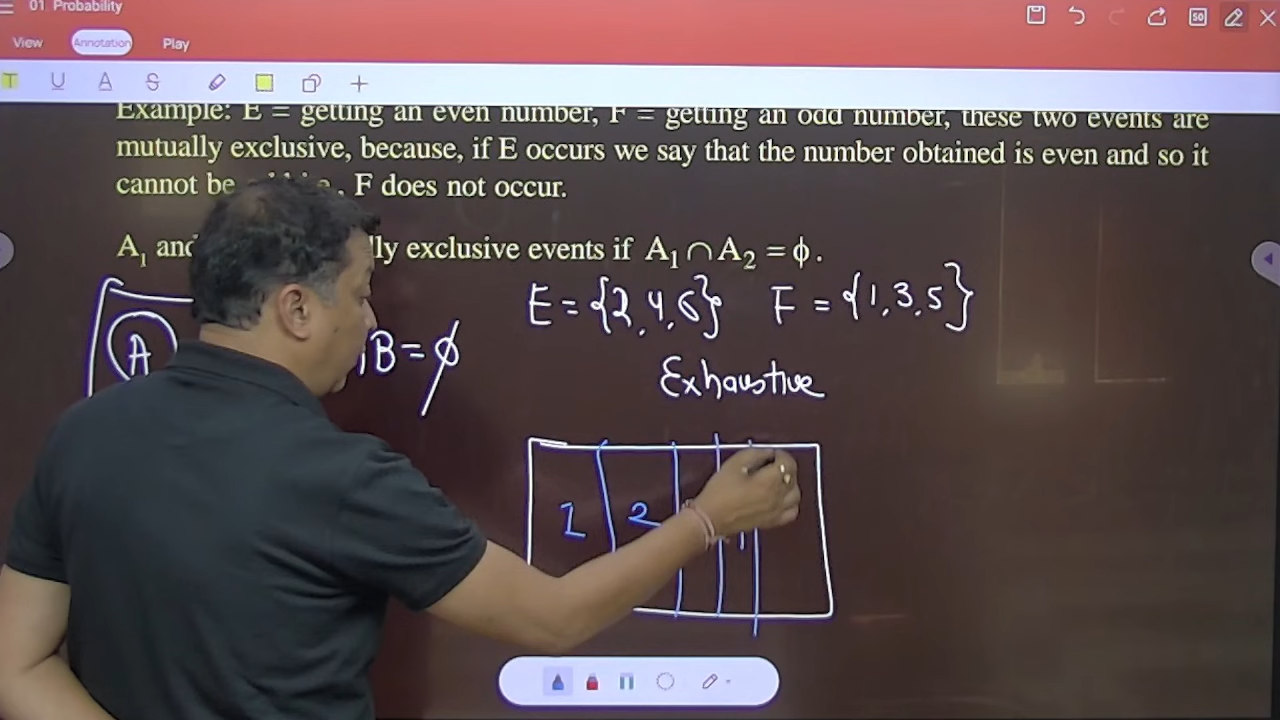 01 Probability
View Annotation Play
T U A S
50
Example: E = getting an even number, F = getting an odd number, these two events are
mutually exclusive, because, if E occurs we say that the number obtained is even and so it
cannot be F does not occur.
A₁ and lly exclusive events if A₁ ∩ A₂ = ϕ.
E = {2, 4, 6} F = {1, 3, 5}
A B = ϕ
Exhaustive
1 2